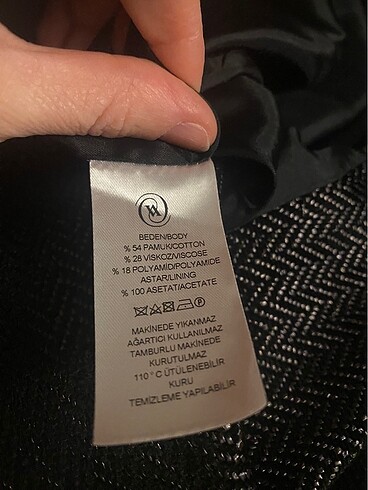 BEDEN/BODY
% 54 PAMUK/COTTON
% 28 VİSKOZ/VISCOSE
% 18 POLYAMİD/POLYAMIDE
ASTAR/LINING
% 100 ASETAT/ACETATE
P
MAKİNEDE YIKANMAZ
AĞARTICI KULLANILMAZ
TAMBURLU MAKİNEDE
KURUTULMAZ
110 °C ÜTÜLENEBİLİR
KURU
TEMİZLEME YAPILABİLİR